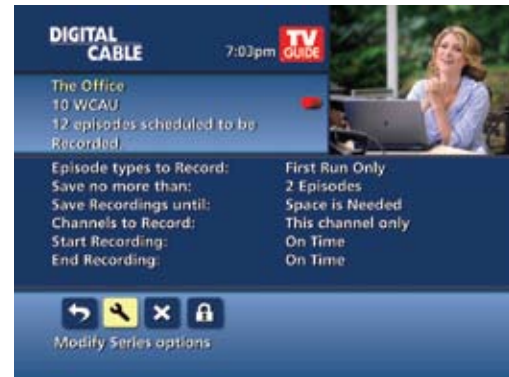 DIGITAL
CABLE
7:03pm
TV
GUIDE
The Office
10 WCAU
12 episodes scheduled to be
Recorded.
Episode types to Record: First Run Only
Save no more than: 2 Episodes
Save Recordings until: Space is Needed
Channels to Record: This channel only
Start Recording: On Time
End Recording: On Time
Modify Series options